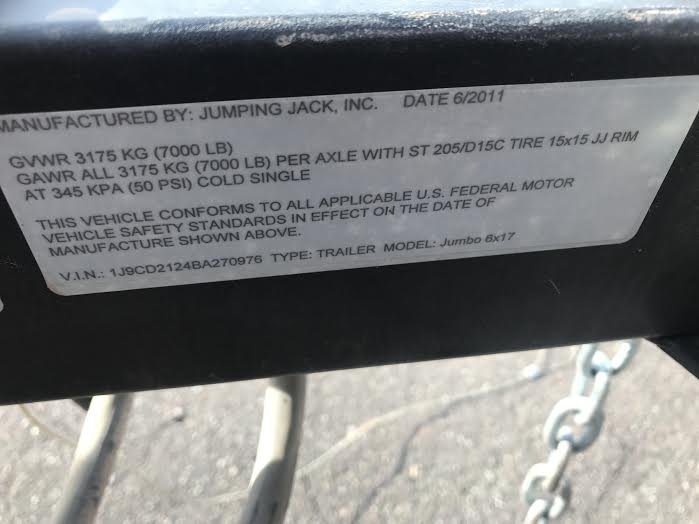 MANUFACTURED BY: JUMPING JACK, INC. DATE 6/2011
GVWR 3175 KG (7000 LB)
GAWR ALL 3175 KG (7000 LB) PER AXLE WITH ST 205/D15C TIRE 15x15 JJ RIM
AT 345 KPA (50 PSI) COLD SINGLE
THIS VEHICLE CONFORMS TO ALL APPLICABLE U.S. FEDERAL MOTOR
VEHICLE SAFETY STANDARDS IN EFFECT ON THE DATE OF
MANUFACTURE SHOWN ABOVE.
V.I.N.: 1J9CD2124BA270976 TYPE: TRAILER MODEL: Jumbo 6x17